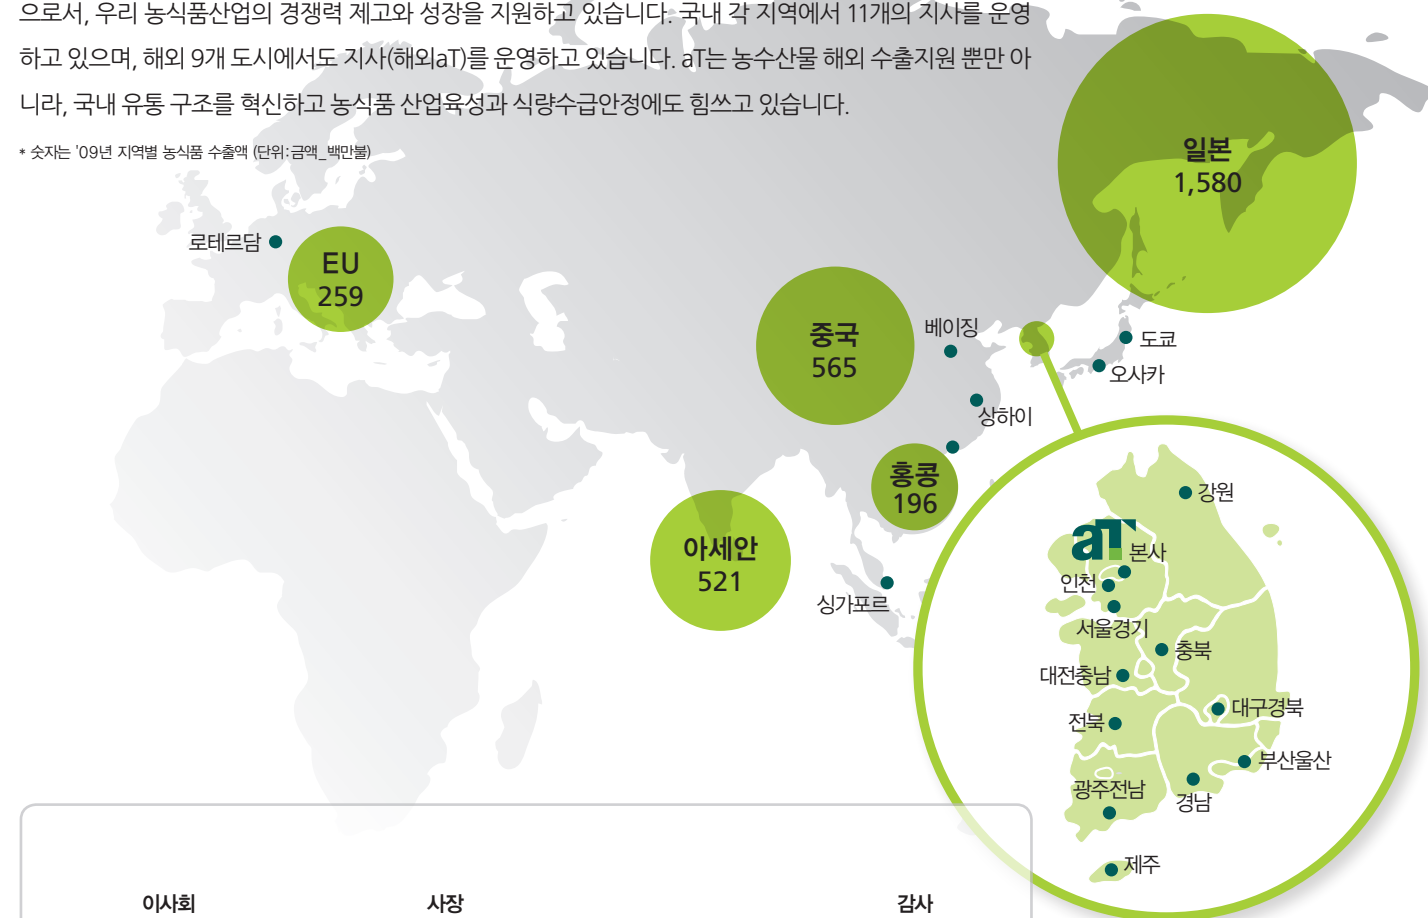 으로서, 우리 농식품산업의 경쟁력 제고와 성장을 지원하고 있습니다. 국내 각 지역에서 11개의 지사를 운영
하고 있으며, 해외 9개 도시에서도 지사(해외aT)를 운영하고 있습니다. aT는 농수산물 해외 수출지원 뿐만 아
니라, 국내 유통 구조를 혁신하고 농식품 산업육성과 식량수급안정에도 힘쓰고 있습니다.
* 숫자는 '09년 지역별 농식품 수출액 (단위:금액_백만불)
일본
1,580
로테르담
EU
259
중국
565
베이징
도쿄
오사카
상하이
홍콩
196
아세안
521
싱가포르
강원
aT
본사
인천
서울경기
충북
대전충남
대구경북
전북
부산울산
광주전남
경남
제주
이사회
사장
감사